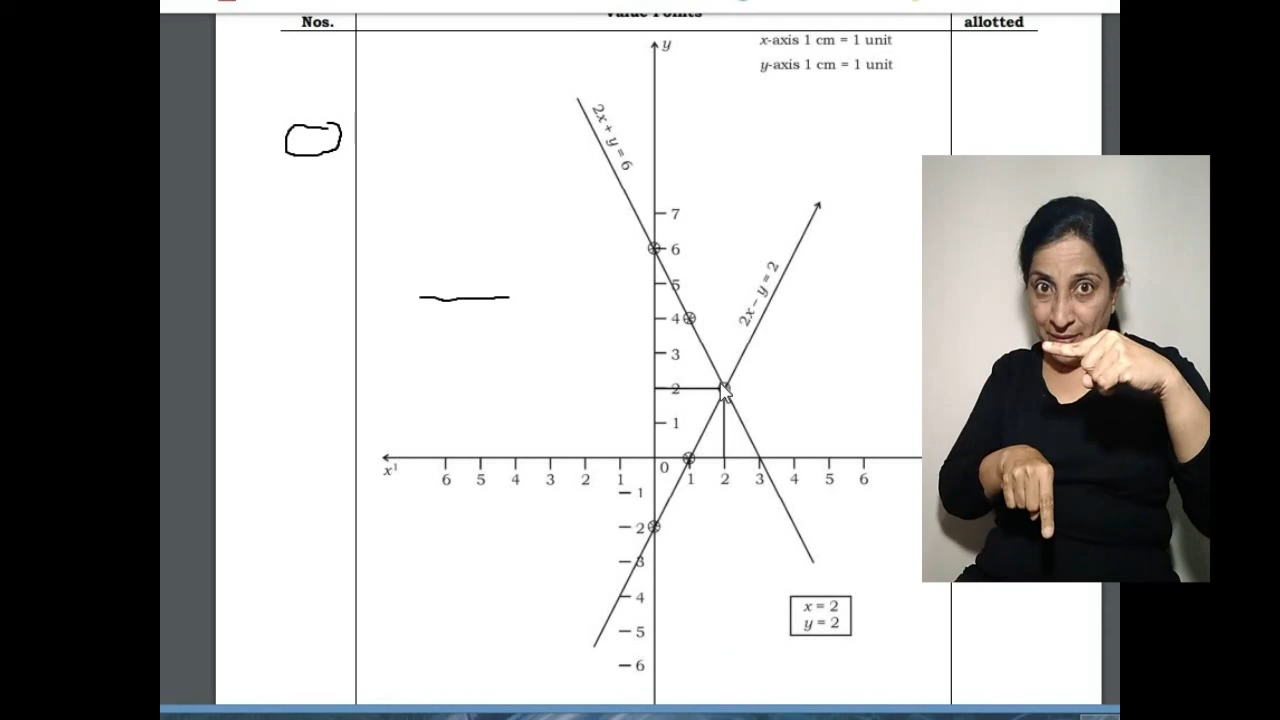 Value Points
Nos.
allotted
y
x-axis 1 cm = 1 unit
y-axis 1 cm = 1 unit
2x + y = 6
7
6
5
4
3
2
1
2x – y = 2
x¹
6 5 4 3 2 1 0 1 2 3 4 5 6
– 1
– 2
– 3
– 4
– 5
– 6
x = 2
y = 2